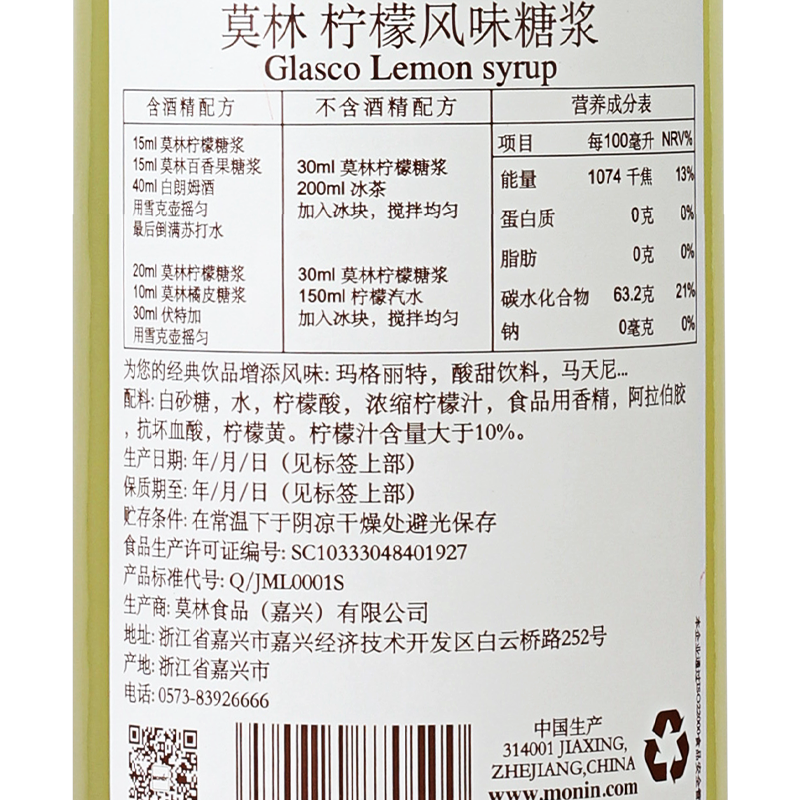 莫林 柠檬风味糖浆
Glasco Lemon syrup
含酒精配方
15ml 莫林柠檬糖浆
15ml 莫林百香果糖浆
40ml 白朗姆酒
用雪克壶摇匀
最后倒满苏打水
20ml 莫林柠檬糖浆
10ml 莫林橘皮糖浆
30ml 伏特加
用雪克壶摇匀
不含酒精配方
30ml 莫林柠檬糖浆
200ml 冰茶
加入冰块，搅拌均匀
30ml 莫林柠檬糖浆
150ml 柠檬汽水
加入冰块，搅拌均匀
营养成分表
项目 每100毫升 NRV%
能量 1074 千焦 13%
蛋白质 0克 0%
脂肪 0克 0%
碳水化合物 63.2克 21%
钠 0毫克 0%
为您的经典饮品增添风味: 玛格丽特，酸甜饮料，马天尼...
配料: 白砂糖，水，柠檬酸，浓缩柠檬汁，食品用香精，阿拉伯胶
，抗坏血酸，柠檬黄。柠檬汁含量大于10%。
生产日期: 年/月/日（见标签上部）
保质期至: 年/月/日（见标签上部）
贮存条件: 在常温下于阴凉干燥处避光保存
食品生产许可证编号: SC10333048401927
产品标准代号: Q/JML0001S
生产商: 莫林食品（嘉兴）有限公司
地址: 浙江省嘉兴市嘉兴经济技术开发区白云桥路252号
产地: 浙江省嘉兴市
电话: 0573-83926666
中国生产
314001 JIAXING,
ZHEJIANG,CHINA
www.monin.com
本企业通过ISO22000食品安全管